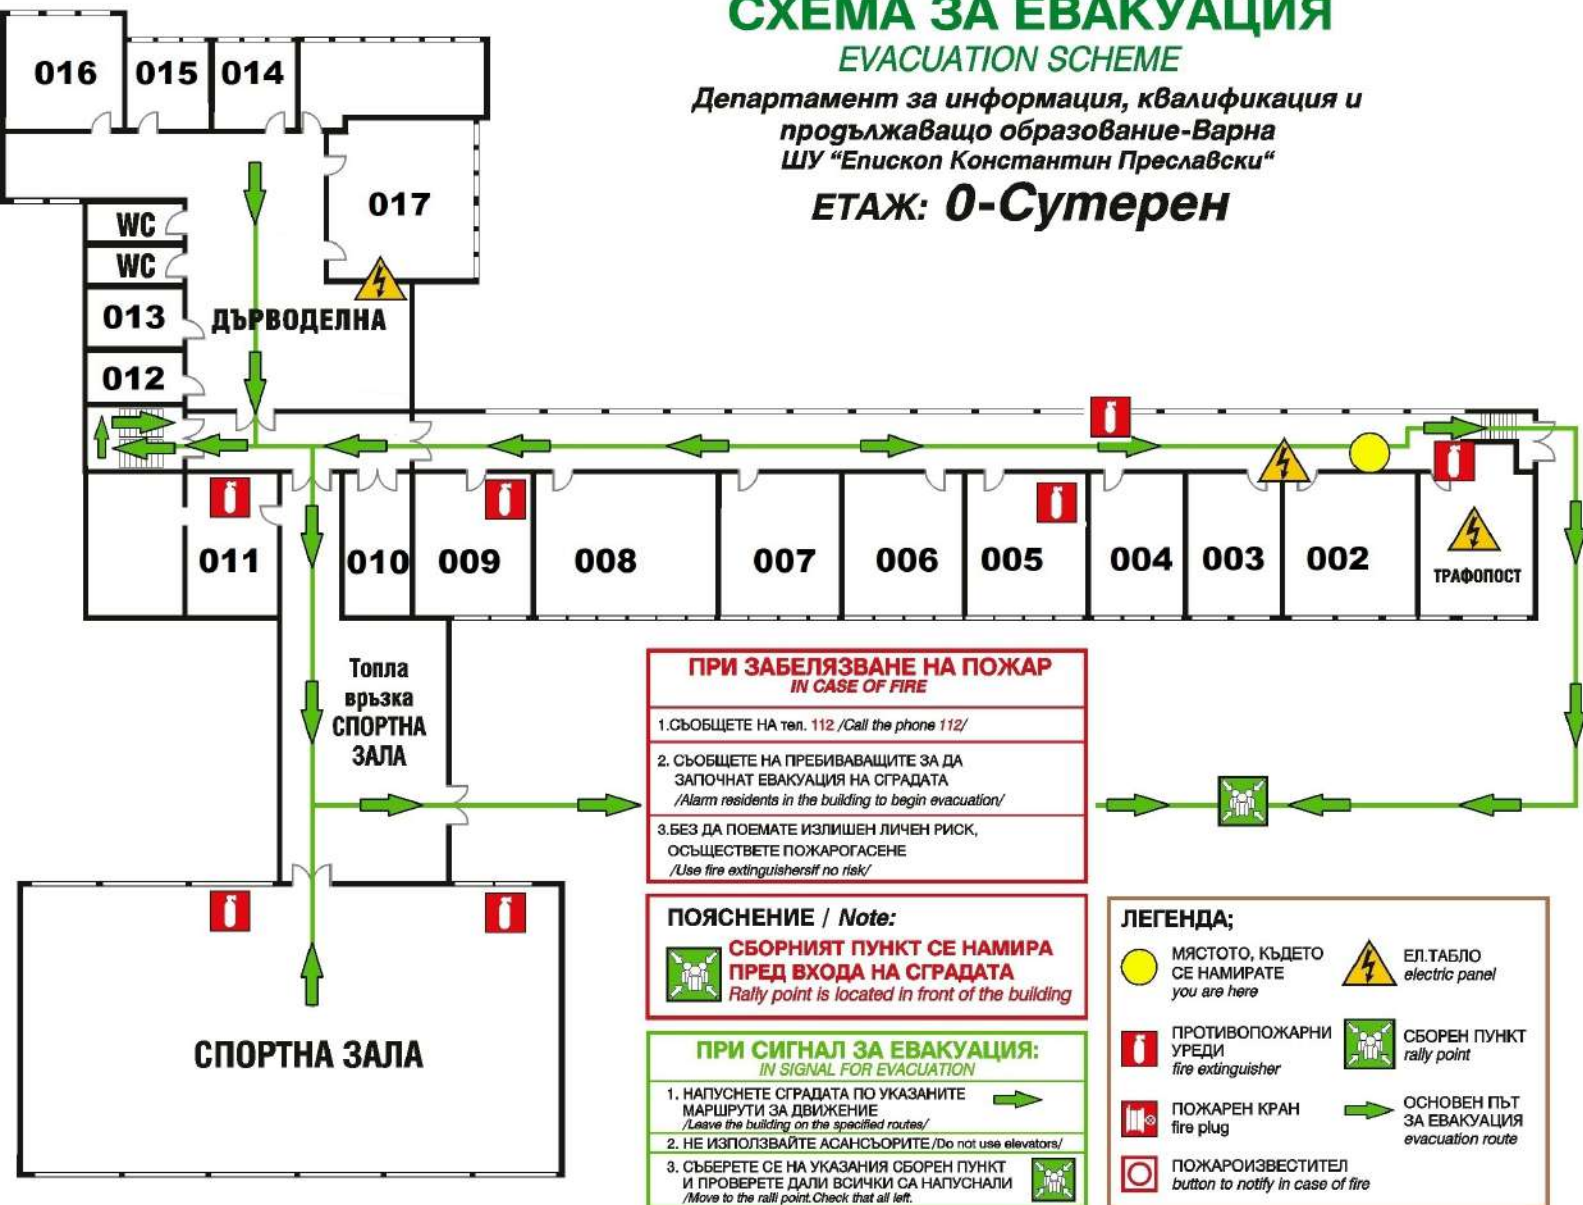 СХЕМА ЗА ЕВАКУАЦИЯ
EVACUATION SCHEME
Департамент за информация, квалификация и
продължаващо образование-Варна
ШУ “Епископ Константин Преславски“
ЕТАЖ: 0-Сутерен
016
015
014
017
WC
WC
013
ДЪРВОДЕЛНА
012
011
010
009
008
007
006
005
004
003
002
ТРАФОПОСТ
Топла
връзка
СПОРТНА
ЗАЛА
СПОРТНА ЗАЛА
ПРИ ЗАБЕЛЯЗВАНЕ НА ПОЖАР
IN CASE OF FIRE
1.СЪОБЩЕТЕ НА тел. 112 /Call the phone 112/
2. СЪОБЩЕТЕ НА ПРЕБИВАВАЩИТЕ ЗА ДА
ЗАПОЧНАТ ЕВАКУАЦИЯ НА СГРАДАТА
/Alarm residents in the building to begin evacuation/
3.БЕЗ ДА ПОЕМАТЕ ИЗЛИШЕН ЛИЧЕН РИСК,
ОСЪЩЕСТВЕТЕ ПОЖАРОГАСЕНЕ
/Use fire extinguishersif no risk/
ПОЯСНЕНИЕ / Note:
СБОРНИЯТ ПУНКТ СЕ НАМИРА
ПРЕД ВХОДА НА СГРАДАТА
Rally point is located in front of the building
ПРИ СИГНАЛ ЗА ЕВАКУАЦИЯ:
IN SIGNAL FOR EVACUATION
1. НАПУСНЕТЕ СГРАДАТА ПО УКАЗАНИТЕ
МАРШРУТИ ЗА ДВИЖЕНИЕ
/Leave the building on the specified routes/
2. НЕ ИЗПОЛЗВАЙТЕ АСАНСЬОРИТЕ /Do not use elevators/
3. СЪБЕРЕТЕ СЕ НА УКАЗАНИЯ СБОРЕН ПУНКТ
И ПРОВЕРЕТЕ ДАЛИ ВСИЧКИ СА НАПУСНАЛИ
/Move to the ralli point.Check that all left.
ЛЕГЕНДА;
МЯСТОТО, КЪДЕТО
СЕ НАМИРАТЕ
you are here
ЕЛ.ТАБЛО
electric panel
ПРОТИВОПОЖАРНИ
УРЕДИ
fire extinguisher
СБОРЕН ПУНКТ
rally point
ПОЖАРЕН КРАН
fire plug
ОСНОВЕН ПЪТ
ЗА ЕВАКУАЦИЯ
evacuation route
ПОЖАРОИЗВЕСТИТЕЛ
button to notify in case of fire